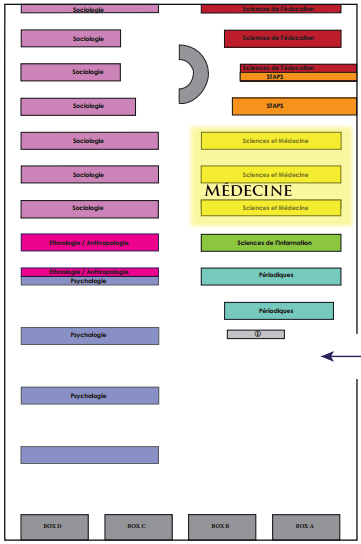 Sociologie
Sciences de l'éducation
Sociologie
Sciences de l'éducation
Sociologie
Sciences de l'éducation
STAPS
Sociologie
STAPS
Sociologie
Sciences et Médecine
Sociologie
Sciences et Médecine
MÉDECINE
Sociologie
Sciences et Médecine
Ethnologie / Anthropologie
Sciences de l'information
Ethnologie / Anthropologie
Psychologie
Périodiques
Périodiques
Psychologie
Psychologie
BOX D
BOX C
BOX B
BOX A